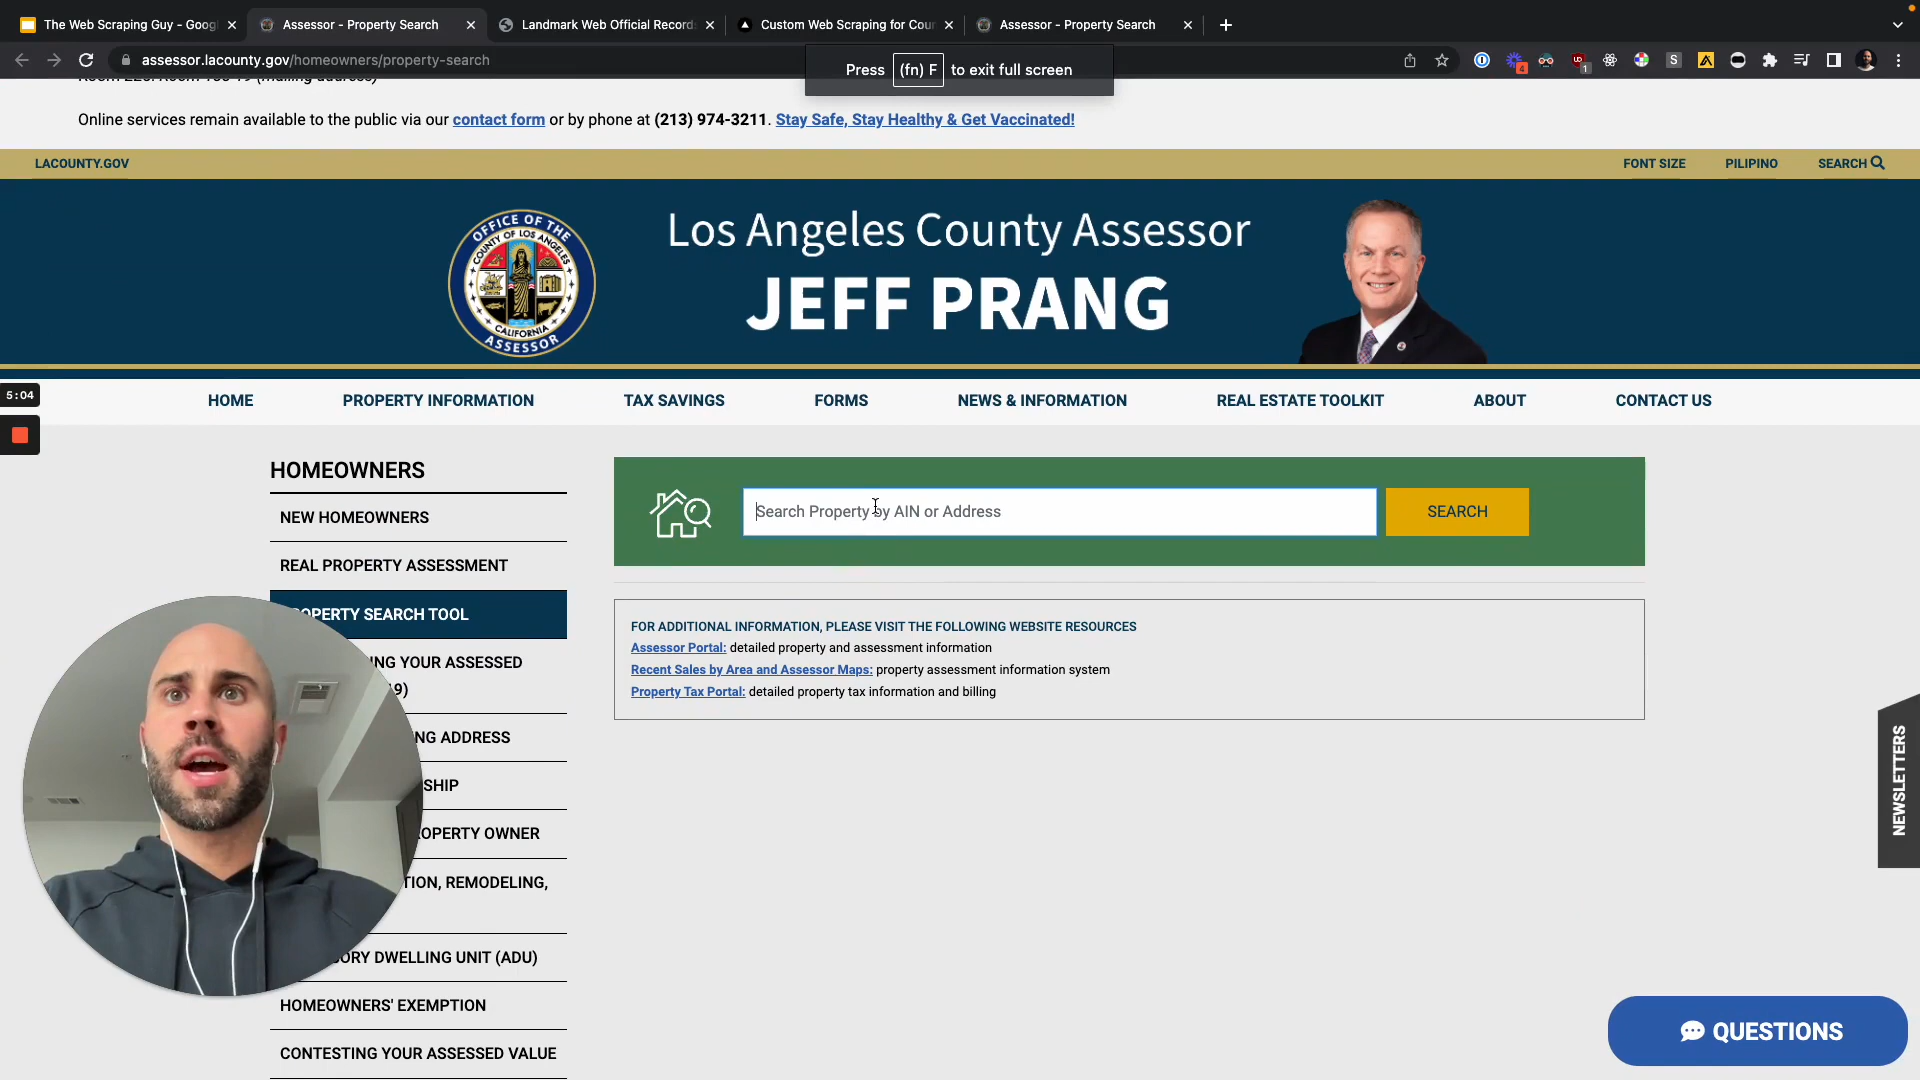 The Web Scraping Guy - Goog
Assessor - Property Search
Landmark Web Official Record
Custom Web Scraping for Cour
Assessor - Property Search
assessor.lacounty.gov/homeowners/property-search
Press (fn) F to exit full screen
4
1
S
Online services remain available to the public via our contact form or by phone at (213) 974-3211. Stay Safe, Stay Healthy & Get Vaccinated!
LACOUNTY.GOV
FONT SIZE
PILIPINO
SEARCH
OFFICE OF THE
COUNTY OF LOS ANGELES
CALIFORNIA
ASSESSOR
Los Angeles County Assessor
JEFF PRANG
5:04
HOME
PROPERTY INFORMATION
TAX SAVINGS
FORMS
NEWS & INFORMATION
REAL ESTATE TOOLKIT
ABOUT
CONTACT US
HOMEOWNERS
NEW HOMEOWNERS
REAL PROPERTY ASSESSMENT
OPERTY SEARCH TOOL
NG YOUR ASSESSED
19)
NG ADDRESS
SHIP
OPERTY OWNER
TION, REMODELING,
ORY DWELLING UNIT (ADU)
HOMEOWNERS' EXEMPTION
CONTESTING YOUR ASSESSED VALUE
Search Property by AIN or Address
SEARCH
FOR ADDITIONAL INFORMATION, PLEASE VISIT THE FOLLOWING WEBSITE RESOURCES
Assessor Portal: detailed property and assessment information
Recent Sales by Area and Assessor Maps: property assessment information system
Property Tax Portal: detailed property tax information and billing
NEWSLETTERS
QUESTIONS